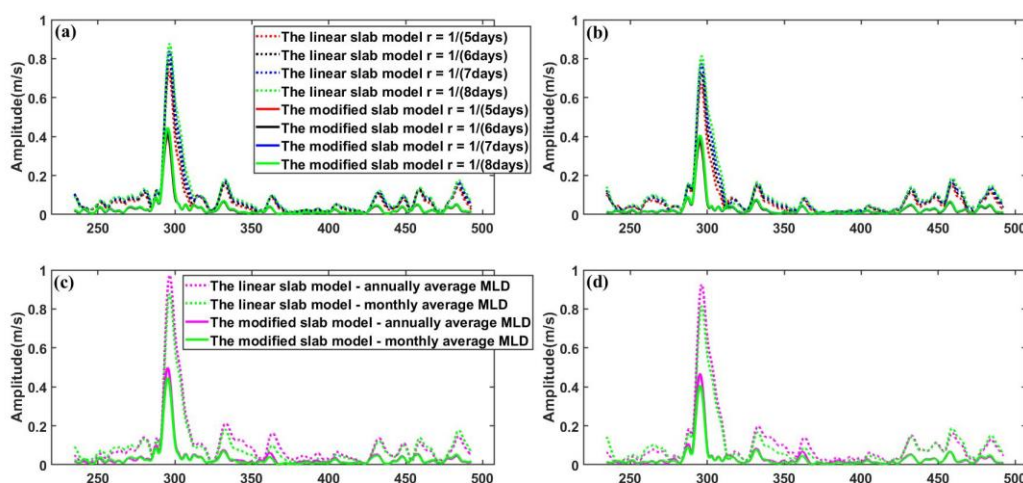 (a)
Amplitude(m/s)
1
0.8
0.6
0.4
0.2
0
The linear slab model r = 1/(5days)
The linear slab model r = 1/(6days)
The linear slab model r = 1/(7days)
The linear slab model r = 1/(8days)
The modified slab model r = 1/(5days)
The modified slab model r = 1/(6days)
The modified slab model r = 1/(7days)
The modified slab model r = 1/(8days)
250 300 350 400 450 500
(b)
Amplitude(m/s)
1
0.8
0.6
0.4
0.2
0
250 300 350 400 450 500
(c)
Amplitude(m/s)
1
0.8
0.6
0.4
0.2
0
The linear slab model - annually average MLD
The linear slab model - monthly average MLD
The modified slab model - annually average MLD
The modified slab model - monthly average MLD
250 300 350 400 450 500
(d)
Amplitude(m/s)
1
0.8
0.6
0.4
0.2
0
250 300 350 400 450 500